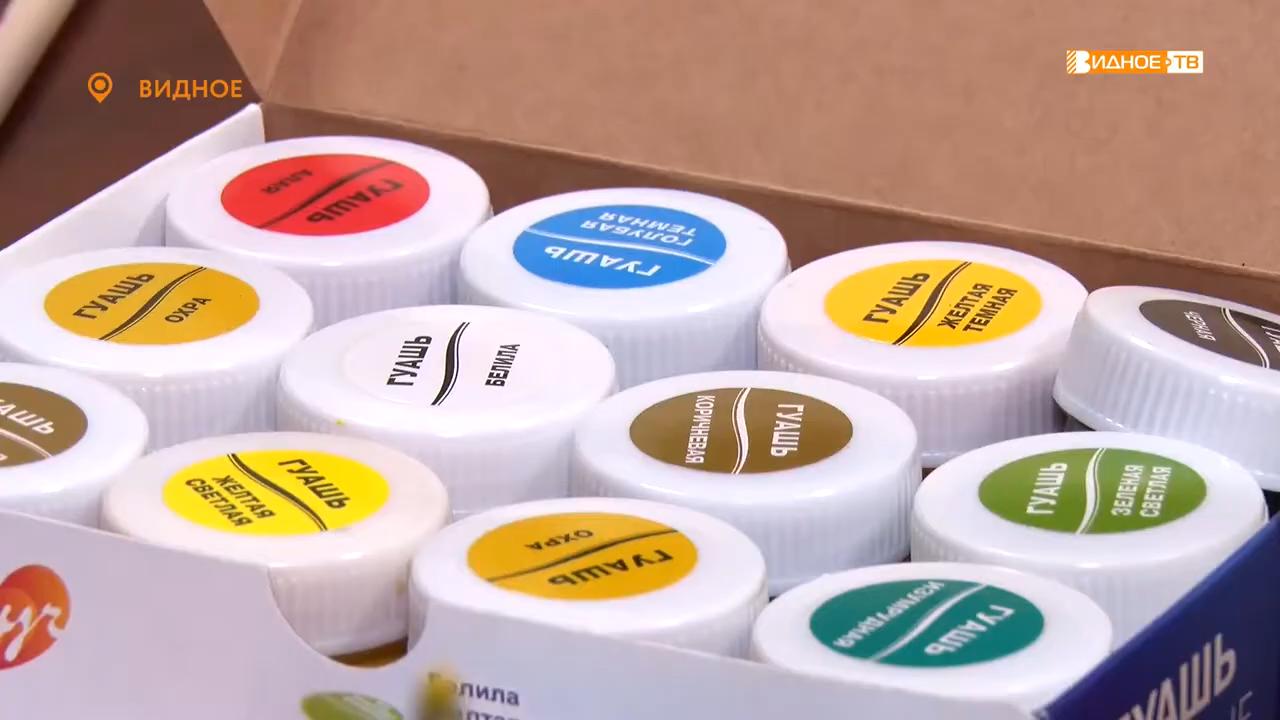 ВИДНОЕ
ВИДНОЕ ТВ
ГУАШЬ
АЛАЯ
ГУАШЬ
ГОЛУБАЯ
ТЕМНАЯ
ГУАШЬ
ОХРА
ГУАШЬ
ЖЕЛТАЯ
ТЕМНАЯ
ГУАШЬ
БЕЛИЛА
ГУАШЬ
КОРИЧНЕВАЯ
ГУАШЬ
ЖЕЛТАЯ
СВЕТЛАЯ
ГУАШЬ
ЗЕЛЕНАЯ
СВЕТЛАЯ
ГУАШЬ
ОХРА
ГУАШЬ
ИЗУМРУДНАЯ
Белила
ГУАШЬ